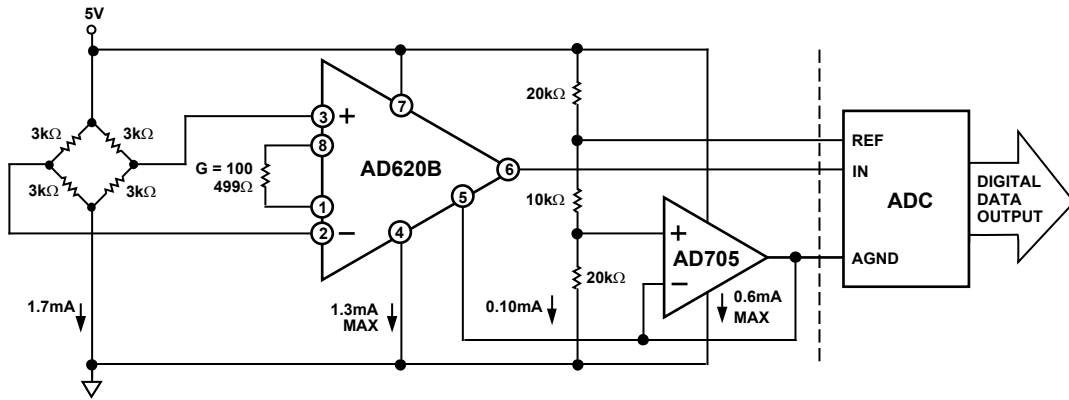 5V
3kΩ
3kΩ
3kΩ
3kΩ
1.7mA
G = 100
499Ω
3
8
1
2
+
–
7
AD620B
6
5
4
1.3mA
MAX
20kΩ
10kΩ
20kΩ
0.10mA
+
AD705
–
0.6mA
MAX
REF
IN
ADC
AGND
DIGITAL
DATA
OUTPUT